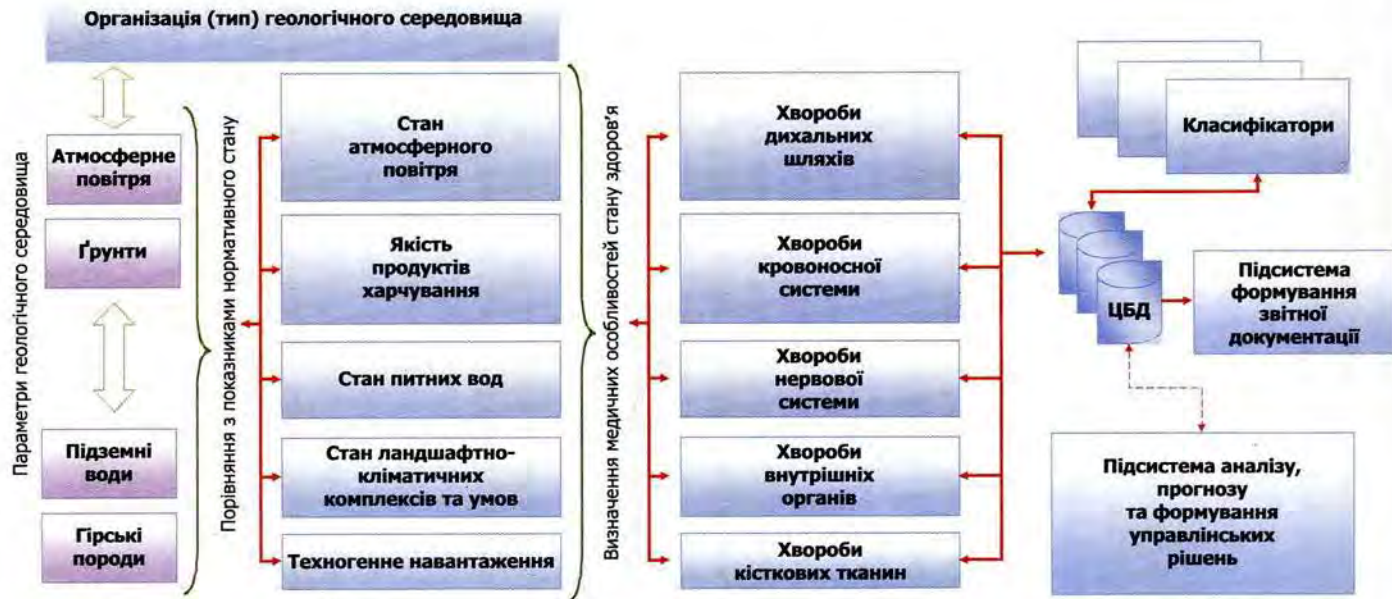 Організація (тип) геологічного середовища
Параметри геологічного середовища
Атмосферне
повітря
Ґрунти
Підземні
води
Гірські
породи
Порівняння з показниками нормативного стану
Стан
атмосферного
повітря
Якість
продуктів
харчування
Стан питних вод
Стан ландшафтно-
кліматичних
комплексів та умов
Техногенне навантаження
Визначення медичних особливостей стану здоров'я
Хвороби
дихальних
шляхів
Хвороби
кровоносної
системи
Хвороби
нервової
системи
Хвороби
внутрішніх
органів
Хвороби
кісткових тканин
Класифікатори
ЦБД
Підсистема
формування
звітної
документації
Підсистема аналізу,
прогнозу
та формування
управлінських
рішень